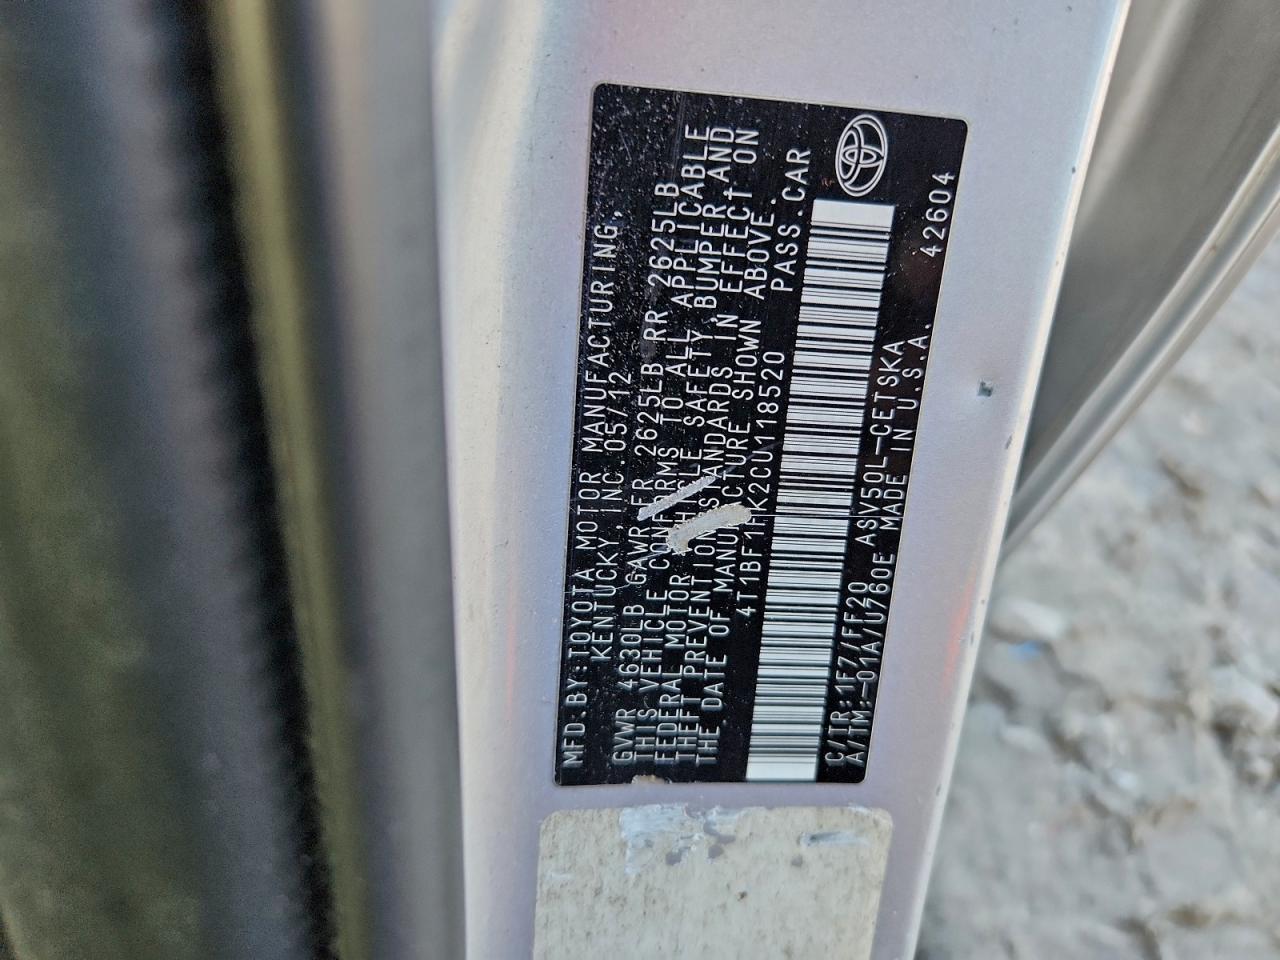 MFD.BY:TOYOTA MOTOR MANUFACTURING,
KENTUCKY, INC. 05/12
GVWR 4630LB GAWR FR 2625LB RR 2625LB
THIS VEHICLE CONFORMS TO ALL APPLICABLE
FEDERAL MOTOR VEHICLE SAFETY, BUMPER, AND
THEFT PREVENTION STANDARDS IN EFFECT ON
THE DATE OF MANUFACTURE SHOWN ABOVE.
4T1BF1FK2CU118520 PASS.CAR
C/TR:1F7/FF20 ASV50L-CETSKA
A/TM:-01A/U760E MADE IN U.S.A.
42604